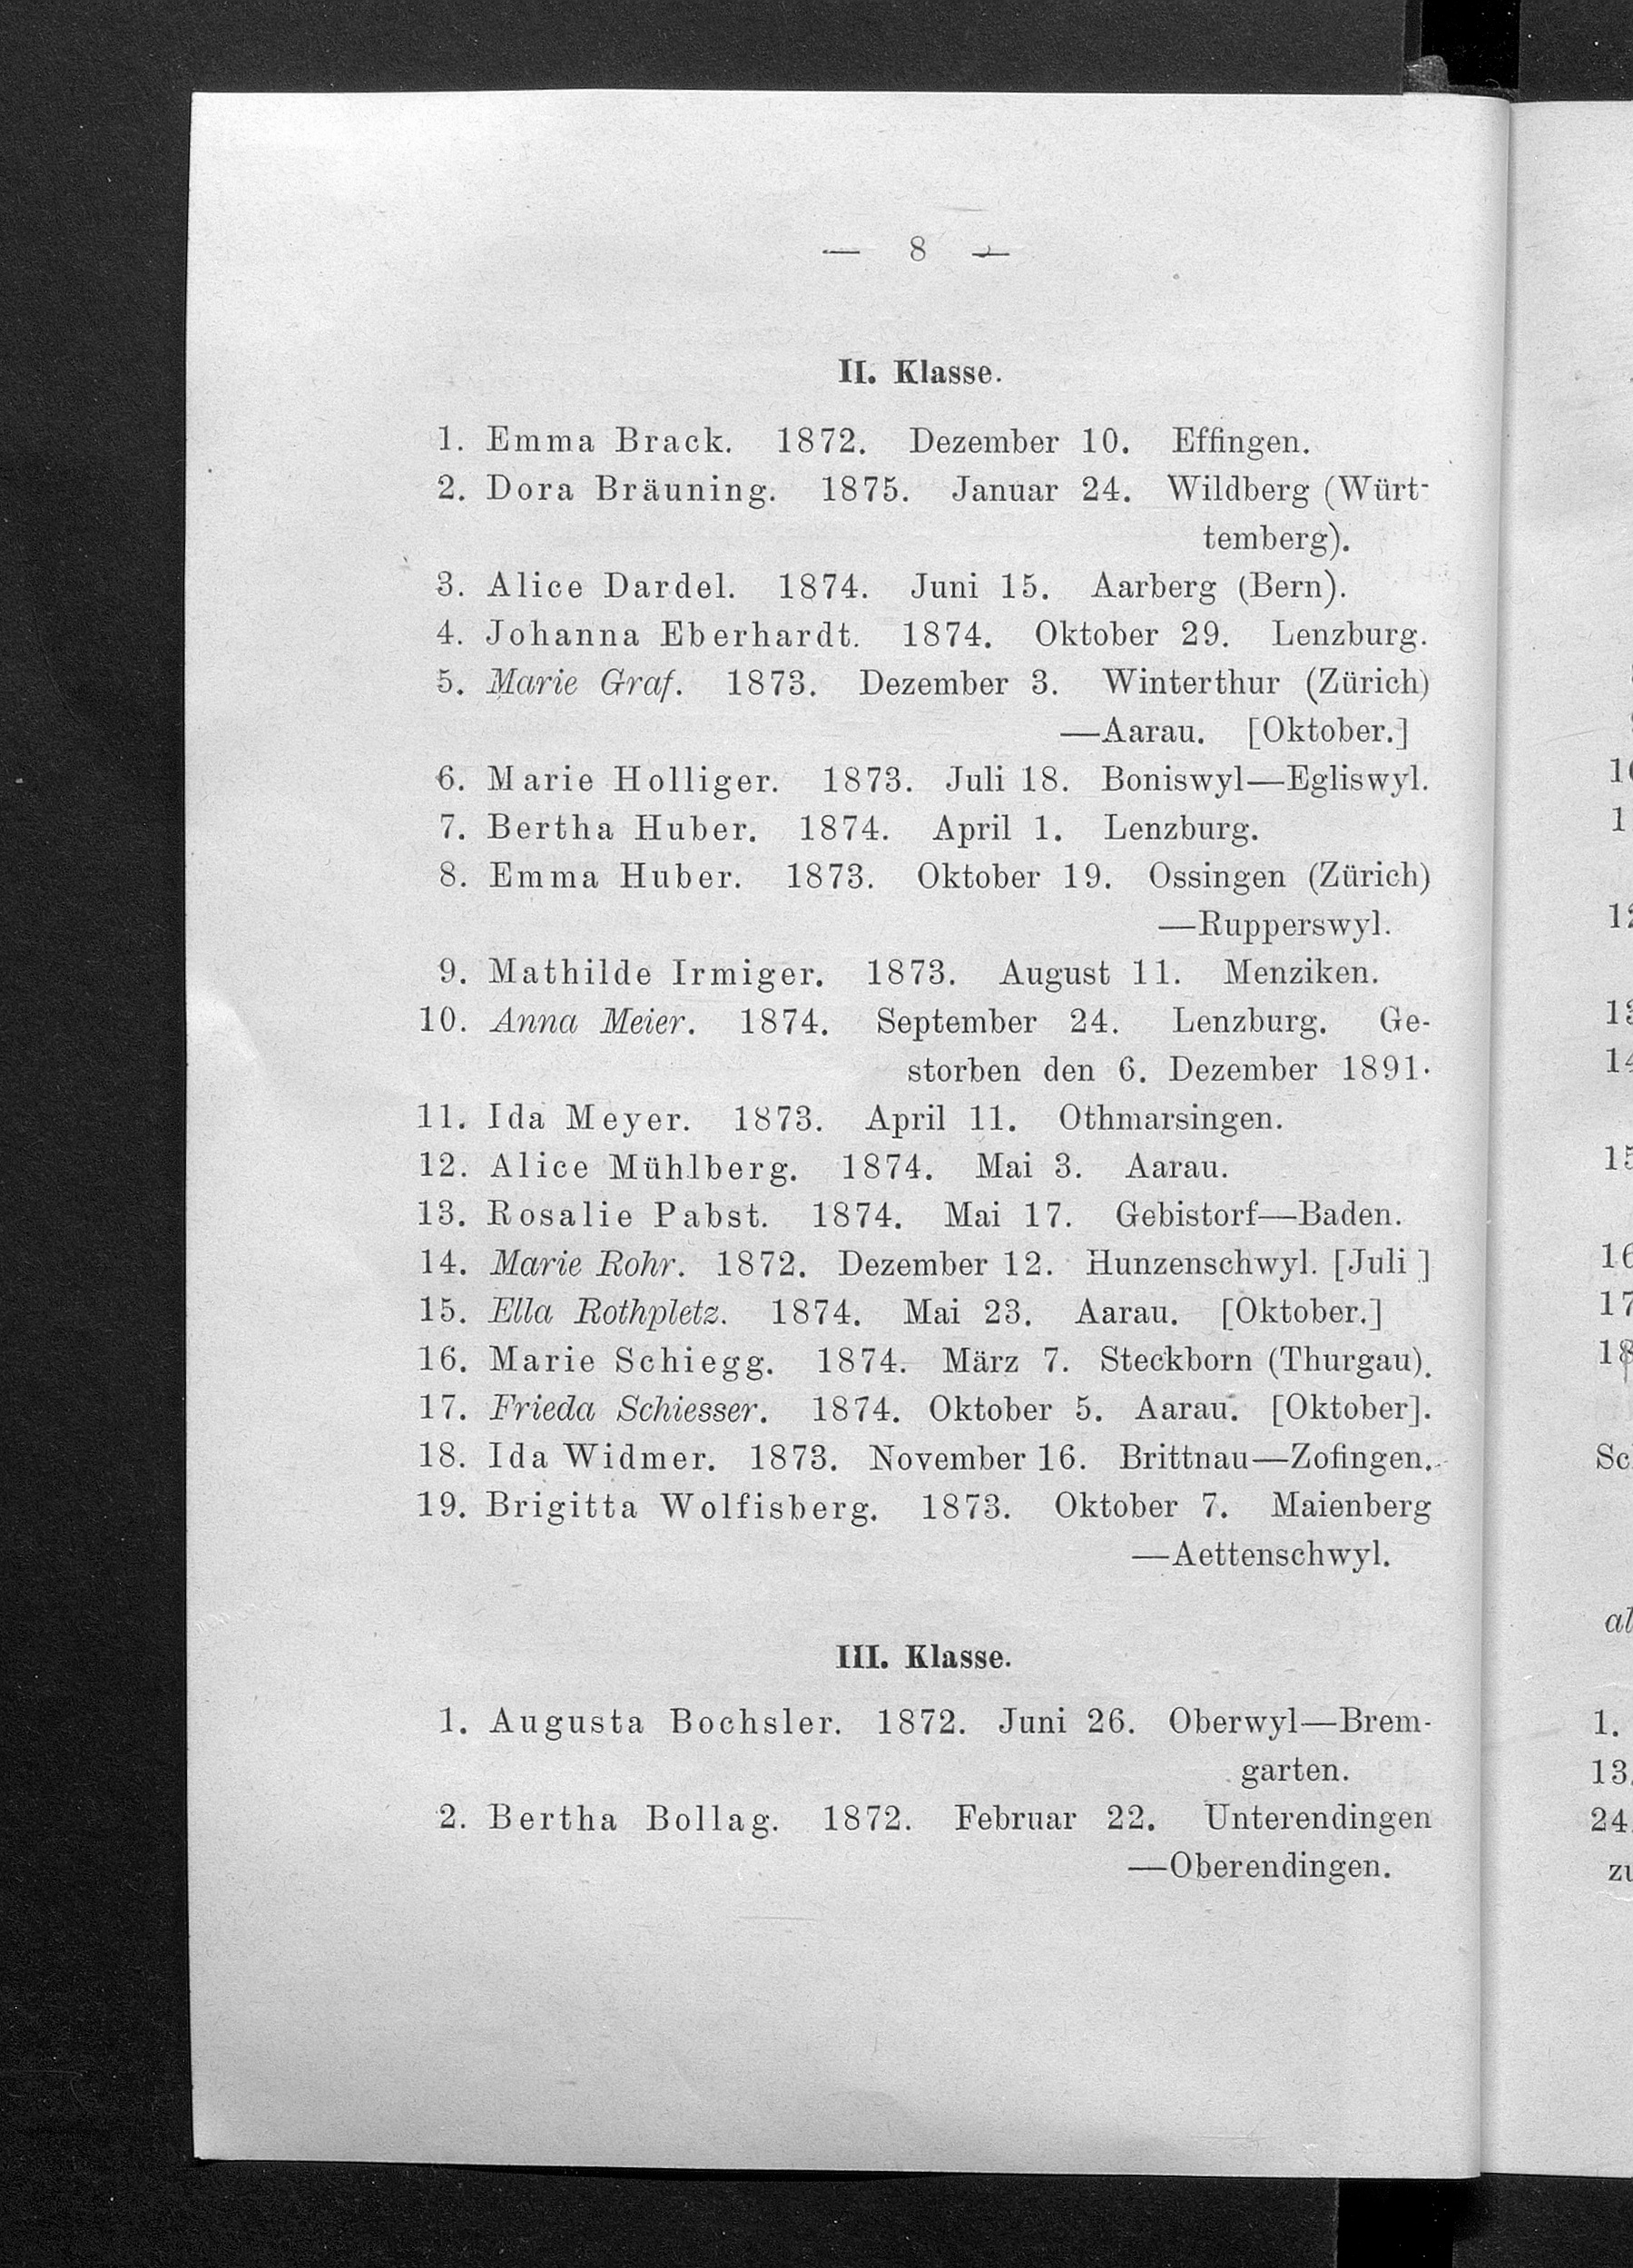 — 8 —
II. Klasse.
1. Emma Brack. 1872. Dezember 10. Effingen.
2. Dora Bräuning. 1875. Januar 24. Wildberg (Würt-
temberg).
3. Alice Dardel. 1874. Juni 15. Aarberg (Bern).
4. Johanna Eberhardt. 1874. Oktober 29. Lenzburg.
5. Marie Graf. 1873. Dezember 3. Winterthur (Zürich)
—Aarau. [Oktober.]
6. Marie Holliger. 1873. Juli 18. Boniswyl—Egliswyl.
7. Bertha Huber. 1874. April 1. Lenzburg.
8. Emma Huber. 1873. Oktober 19. Ossingen (Zürich)
—Rupperswyl.
9. Mathilde Irmiger. 1873. August 11. Menziken.
10. Anna Meier. 1874. September 24. Lenzburg. Ge-
storben den 6. Dezember 1891.
11. Ida Meyer. 1873. April 11. Othmarsingen.
12. Alice Mühlberg. 1874. Mai 3. Aarau.
13. Rosalie Pabst. 1874. Mai 17. Gebistorf—Baden.
14. Marie Rohr. 1872. Dezember 12. Hunzenschwyl. [Juli ]
15. Ella Rothpletz. 1874. Mai 23. Aarau. [Oktober.]
16. Marie Schiegg. 1874. März 7. Steckborn (Thurgau).
17. Frieda Schiesser. 1874. Oktober 5. Aarau. [Oktober].
18. Ida Widmer. 1873. November 16. Brittnau—Zofingen.
19. Brigitta Wolfisberg. 1873. Oktober 7. Maienberg
—Aettenschwyl.
III. Klasse.
1. Augusta Bochsler. 1872. Juni 26. Oberwyl—Brem-
garten.
2. Bertha Bollag. 1872. Februar 22. Unterendingen
—Oberendingen.